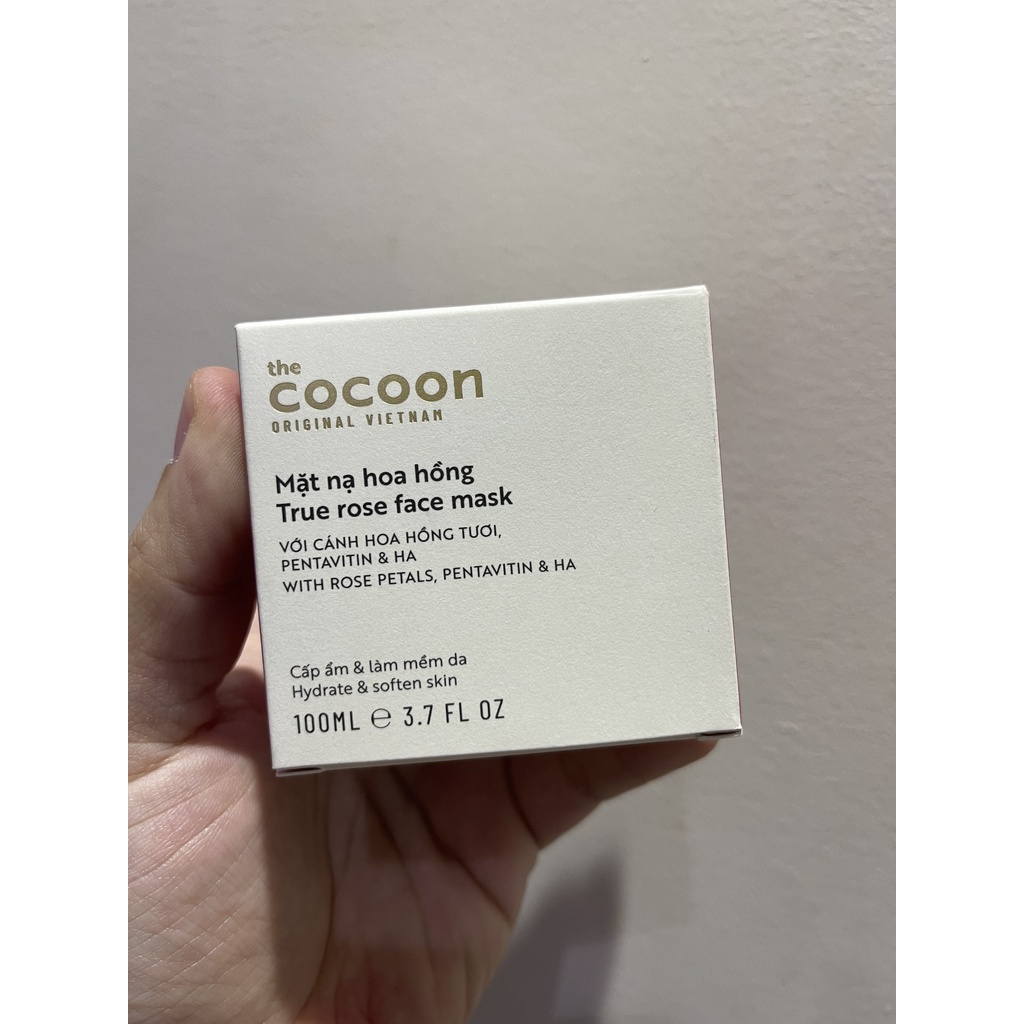 the
cocoon
ORIGINAL VIETNAM
Mặt nạ hoa hồng
True rose face mask
VỚI CÁNH HOA HỒNG TƯƠI,
PENTAVITIN & HA
WITH ROSE PETALS, PENTAVITIN & HA
Cấp ẩm & làm mềm da
Hydrate & soften skin
100ML ℮ 3.7 FL OZ